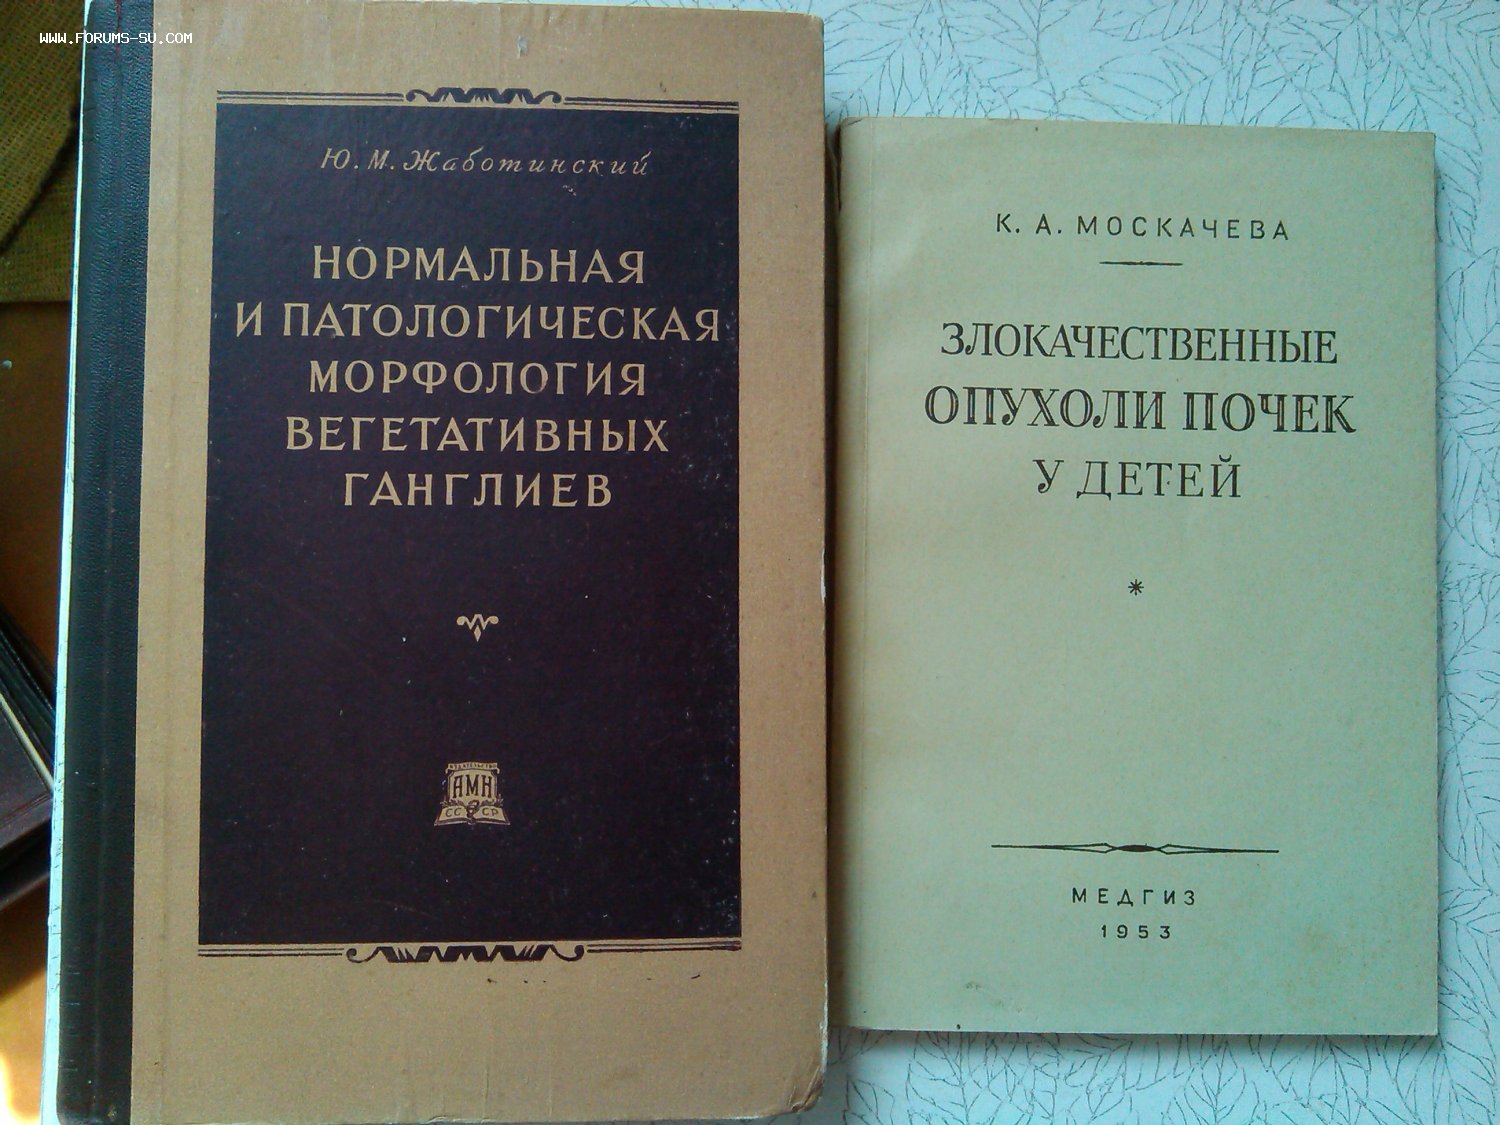 www.forums-su.com
Ю. М. Жаботинский
НОРМАЛЬНАЯ
И ПАТОЛОГИЧЕСКАЯ
МОРФОЛОГИЯ
ВЕГЕТАТИВНЫХ
ГАНГЛИЕВ
ИЗДАТЕЛЬСТВО
АМН
СССР
К. А. МОСКАЧЕВА
ЗЛОКАЧЕСТВЕННЫЕ
ОПУХОЛИ ПОЧЕК
У ДЕТЕЙ
*
МЕДГИЗ
1953